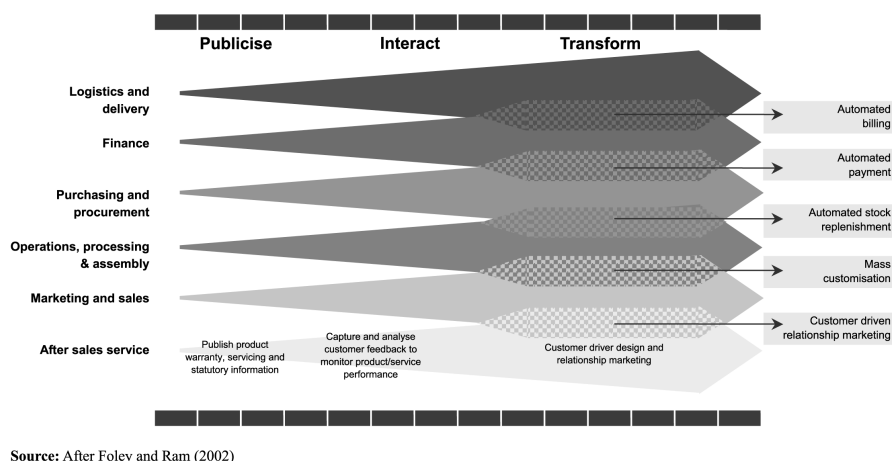 Publicise
Interact
Transform
Logistics and
delivery
Automated
billing
Finance
Automated
payment
Purchasing and
procurement
Automated stock
replenishment
Operations, processing
& assembly
Mass
customisation
Marketing and sales
Customer driven
relationship marketing
After sales service
Publish product
warranty, servicing and
statutory information
Capture and analyse
customer feedback to
monitor product/service
performance
Customer driver design and
relationship marketing
Source: After Foley and Ram (2002)